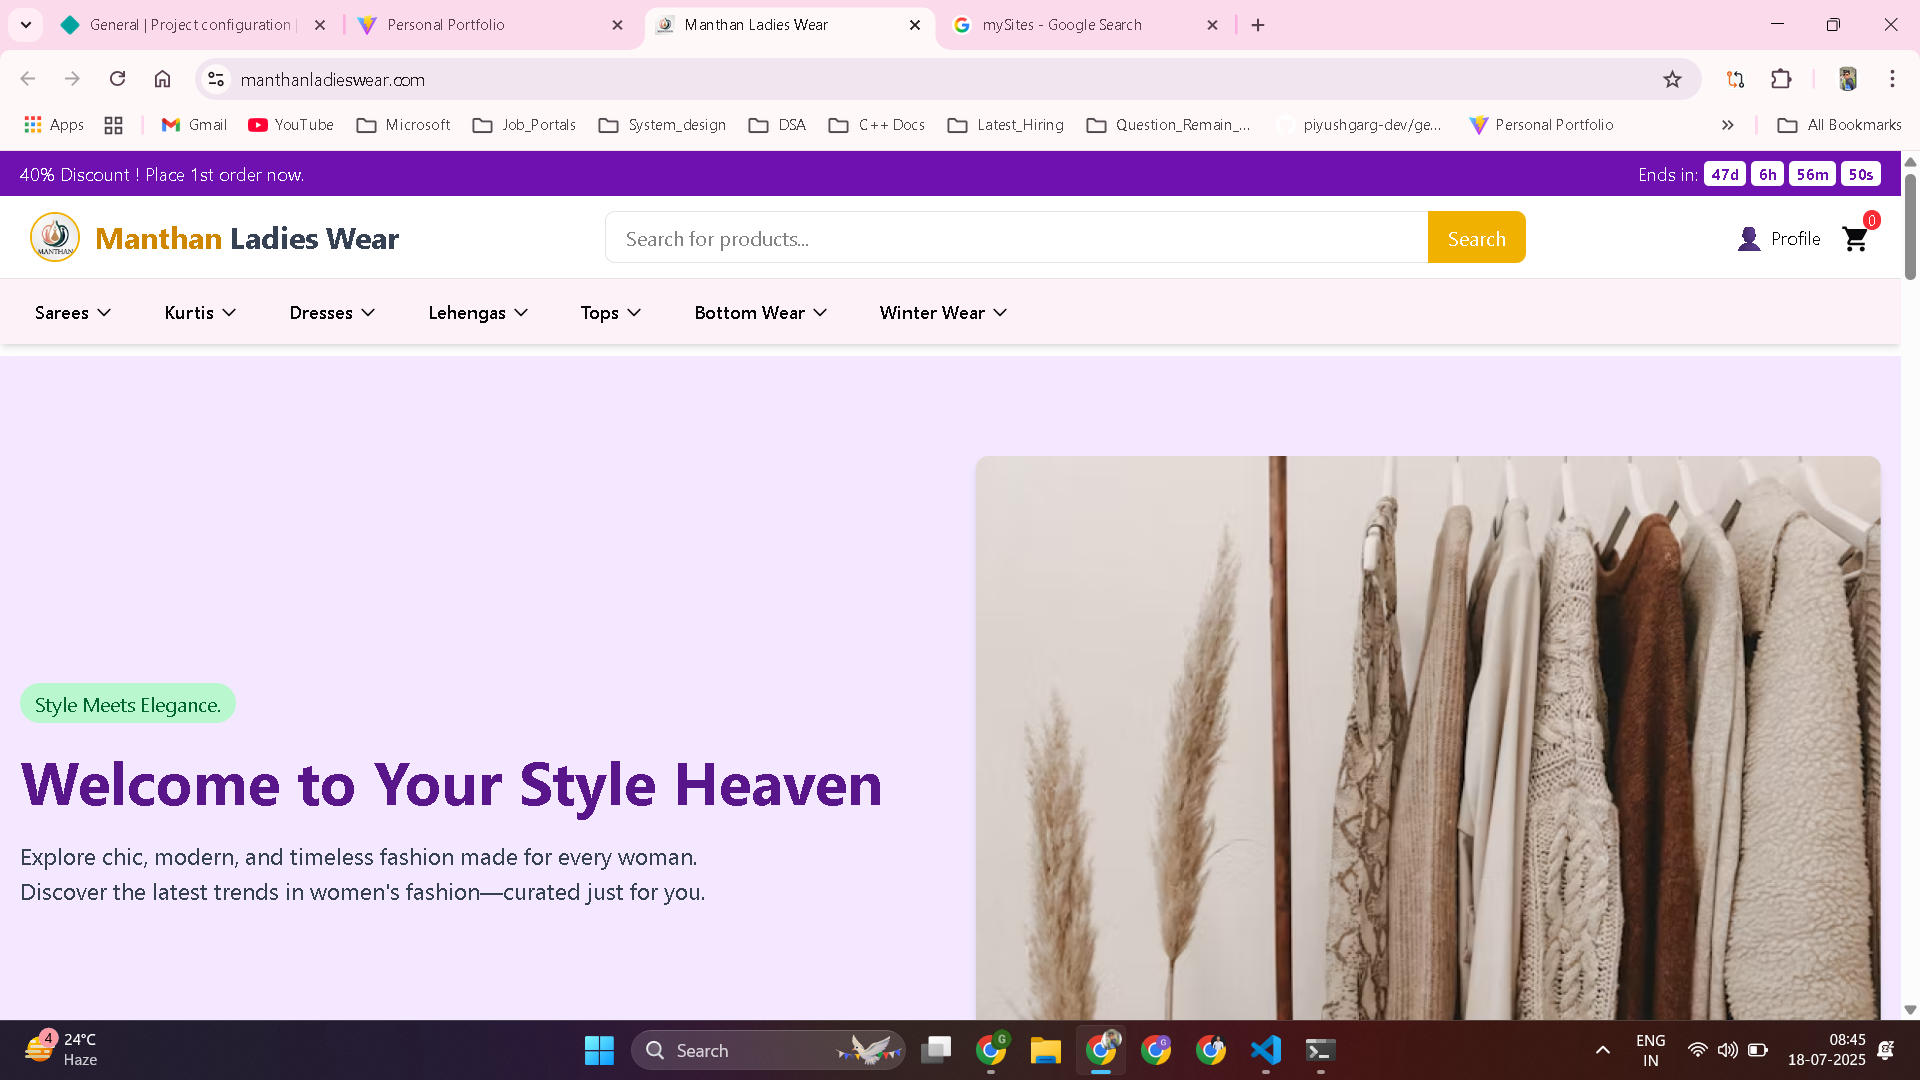 General | Project configuration |
Personal Portfolio
Manthan Ladies Wear
mySites - Google Search
manthanladieswear.com
Apps
Gmail
YouTube
Microsoft
Job_Portals
System_design
DSA
C++ Docs
Latest_Hiring
Question_Remain_...
piyushgarg-dev/ge...
Personal Portfolio
All Bookmarks
40% Discount ! Place 1st order now.
Ends in: 47d 6h 56m 50s
MANTHAN
Manthan Ladies Wear
Search for products...
Search
Profile
0
Sarees
Kurtis
Dresses
Lehengas
Tops
Bottom Wear
Winter Wear
Style Meets Elegance.
Welcome to Your Style Heaven
Explore chic, modern, and timeless fashion made for every woman.
Discover the latest trends in women's fashion—curated just for you.
4
24°C
Haze
Search
G
G
ENG
IN
08:45
18-07-2025